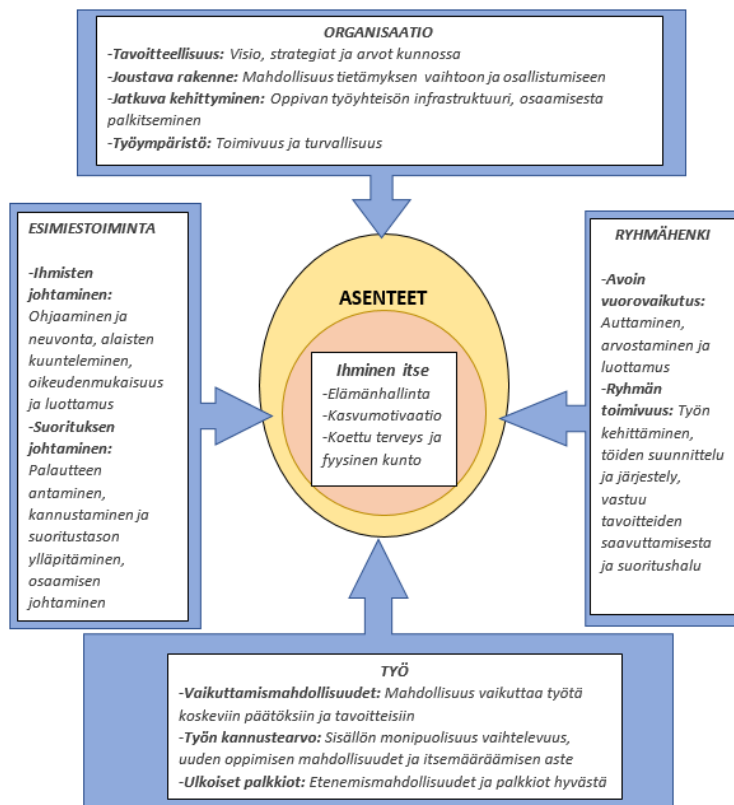 ORGANISAATIO
-Tavoitteellisuus: Visio, strategiat ja arvot kunnossa
-Joustava rakenne: Mahdollisuus tietämyksen vaihtoon ja osallistumiseen
-Jatkuva kehittyminen: Oppivan työyhteisön infrastruktuuri, osaamisesta
palkitseminen
-Työympäristö: Toimivuus ja turvallisuus
ESIMIESTOIMINTA
-Ihmisten
johtaminen:
Ohjaaminen ja
neuvonta, alaisten
kuunteleminen,
oikeudenmukaisuus
ja luottamus
-Suorituksen
johtaminen:
Palautteen
antaminen,
kannustaminen ja
suoritustason
ylläpitäminen,
osaamisen
johtaminen
ASENTEET
Ihminen itse
-Elämänhallinta
-Kasvumotivaatio
-Koettu terveys ja
fyysinen kunto
RYHMÄHENKI
-Avoin
vuorovaikutus:
Auttaminen,
arvostaminen ja
luottamus
-Ryhmän
toimivuus: Työn
kehittäminen,
töiden suunnittelu
ja järjestely,
vastuu
tavoitteiden
saavuttamisesta
ja suoritushalu
TYÖ
-Vaikuttamismahdollisuudet: Mahdollisuus vaikuttaa työtä
koskeviin päätöksiin ja tavoitteisiin
-Työn kannustearvo: Sisällön monipuolisuus vaihtelevuus,
uuden oppimisen mahdollisuudet ja itsemääräämisen aste
-Ulkoiset palkkiot: Etenemismahdollisuudet ja palkkiot hyvästä